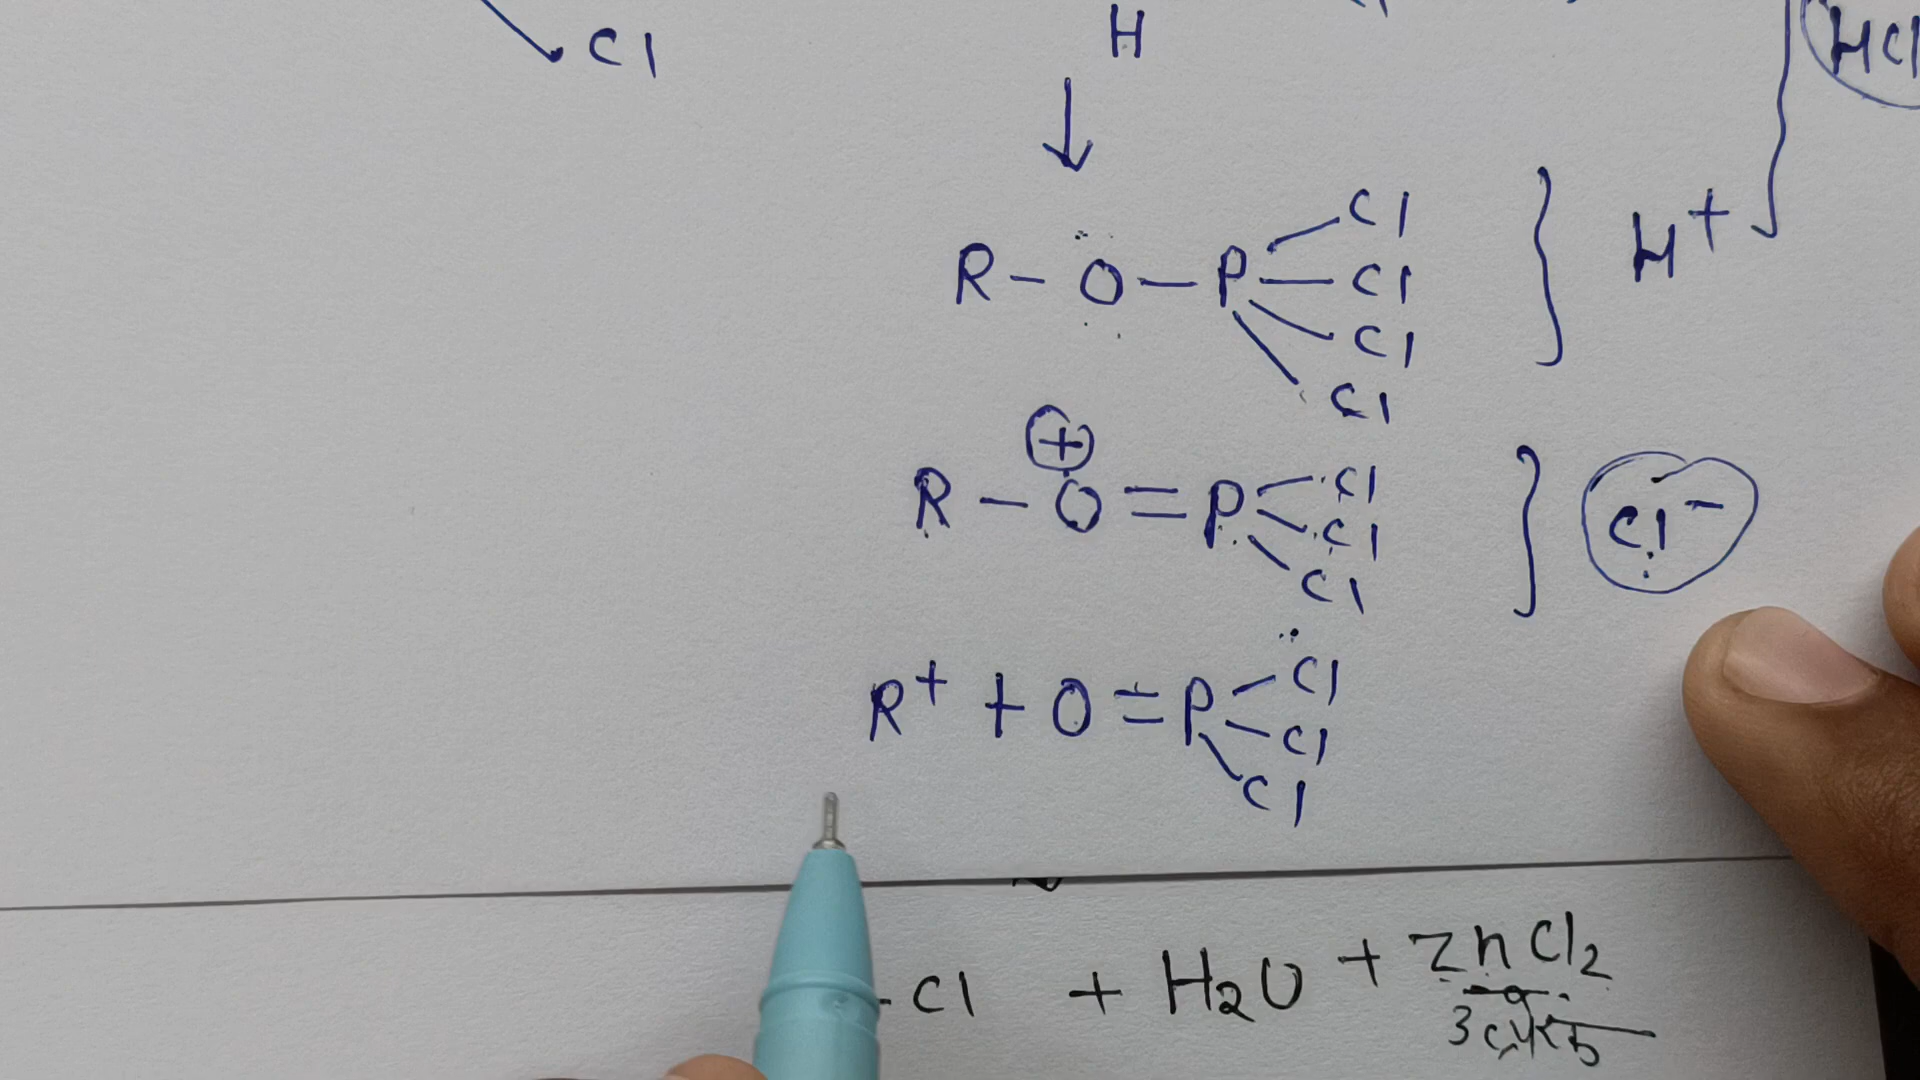 Cl H HCl
↓
R - O - P Cl Cl Cl Cl } H+
R - O = P Cl Cl Cl } Cl-
+
R+ + O = P Cl Cl Cl
- Cl + H2O + ZnCl2